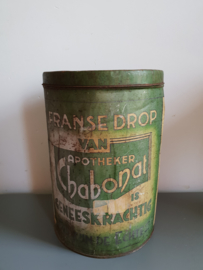 FRANSE DROP
VAN
APOTHEKER
Chabonat
IS
GENEESKRACHTIG